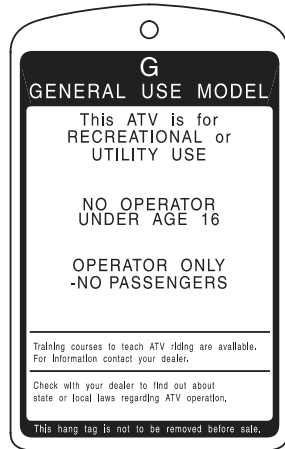 G
GENERAL USE MODEL
This ATV is for
RECREATIONAL or
UTILITY USE
NO OPERATOR
UNDER AGE 16
OPERATOR ONLY
-NO PASSENGERS
Training courses to teach ATV riding are available.
For information contact your dealer.
Check with your dealer to find out about
state or local laws regarding ATV operation.
This hang tag is not to be removed before sale.